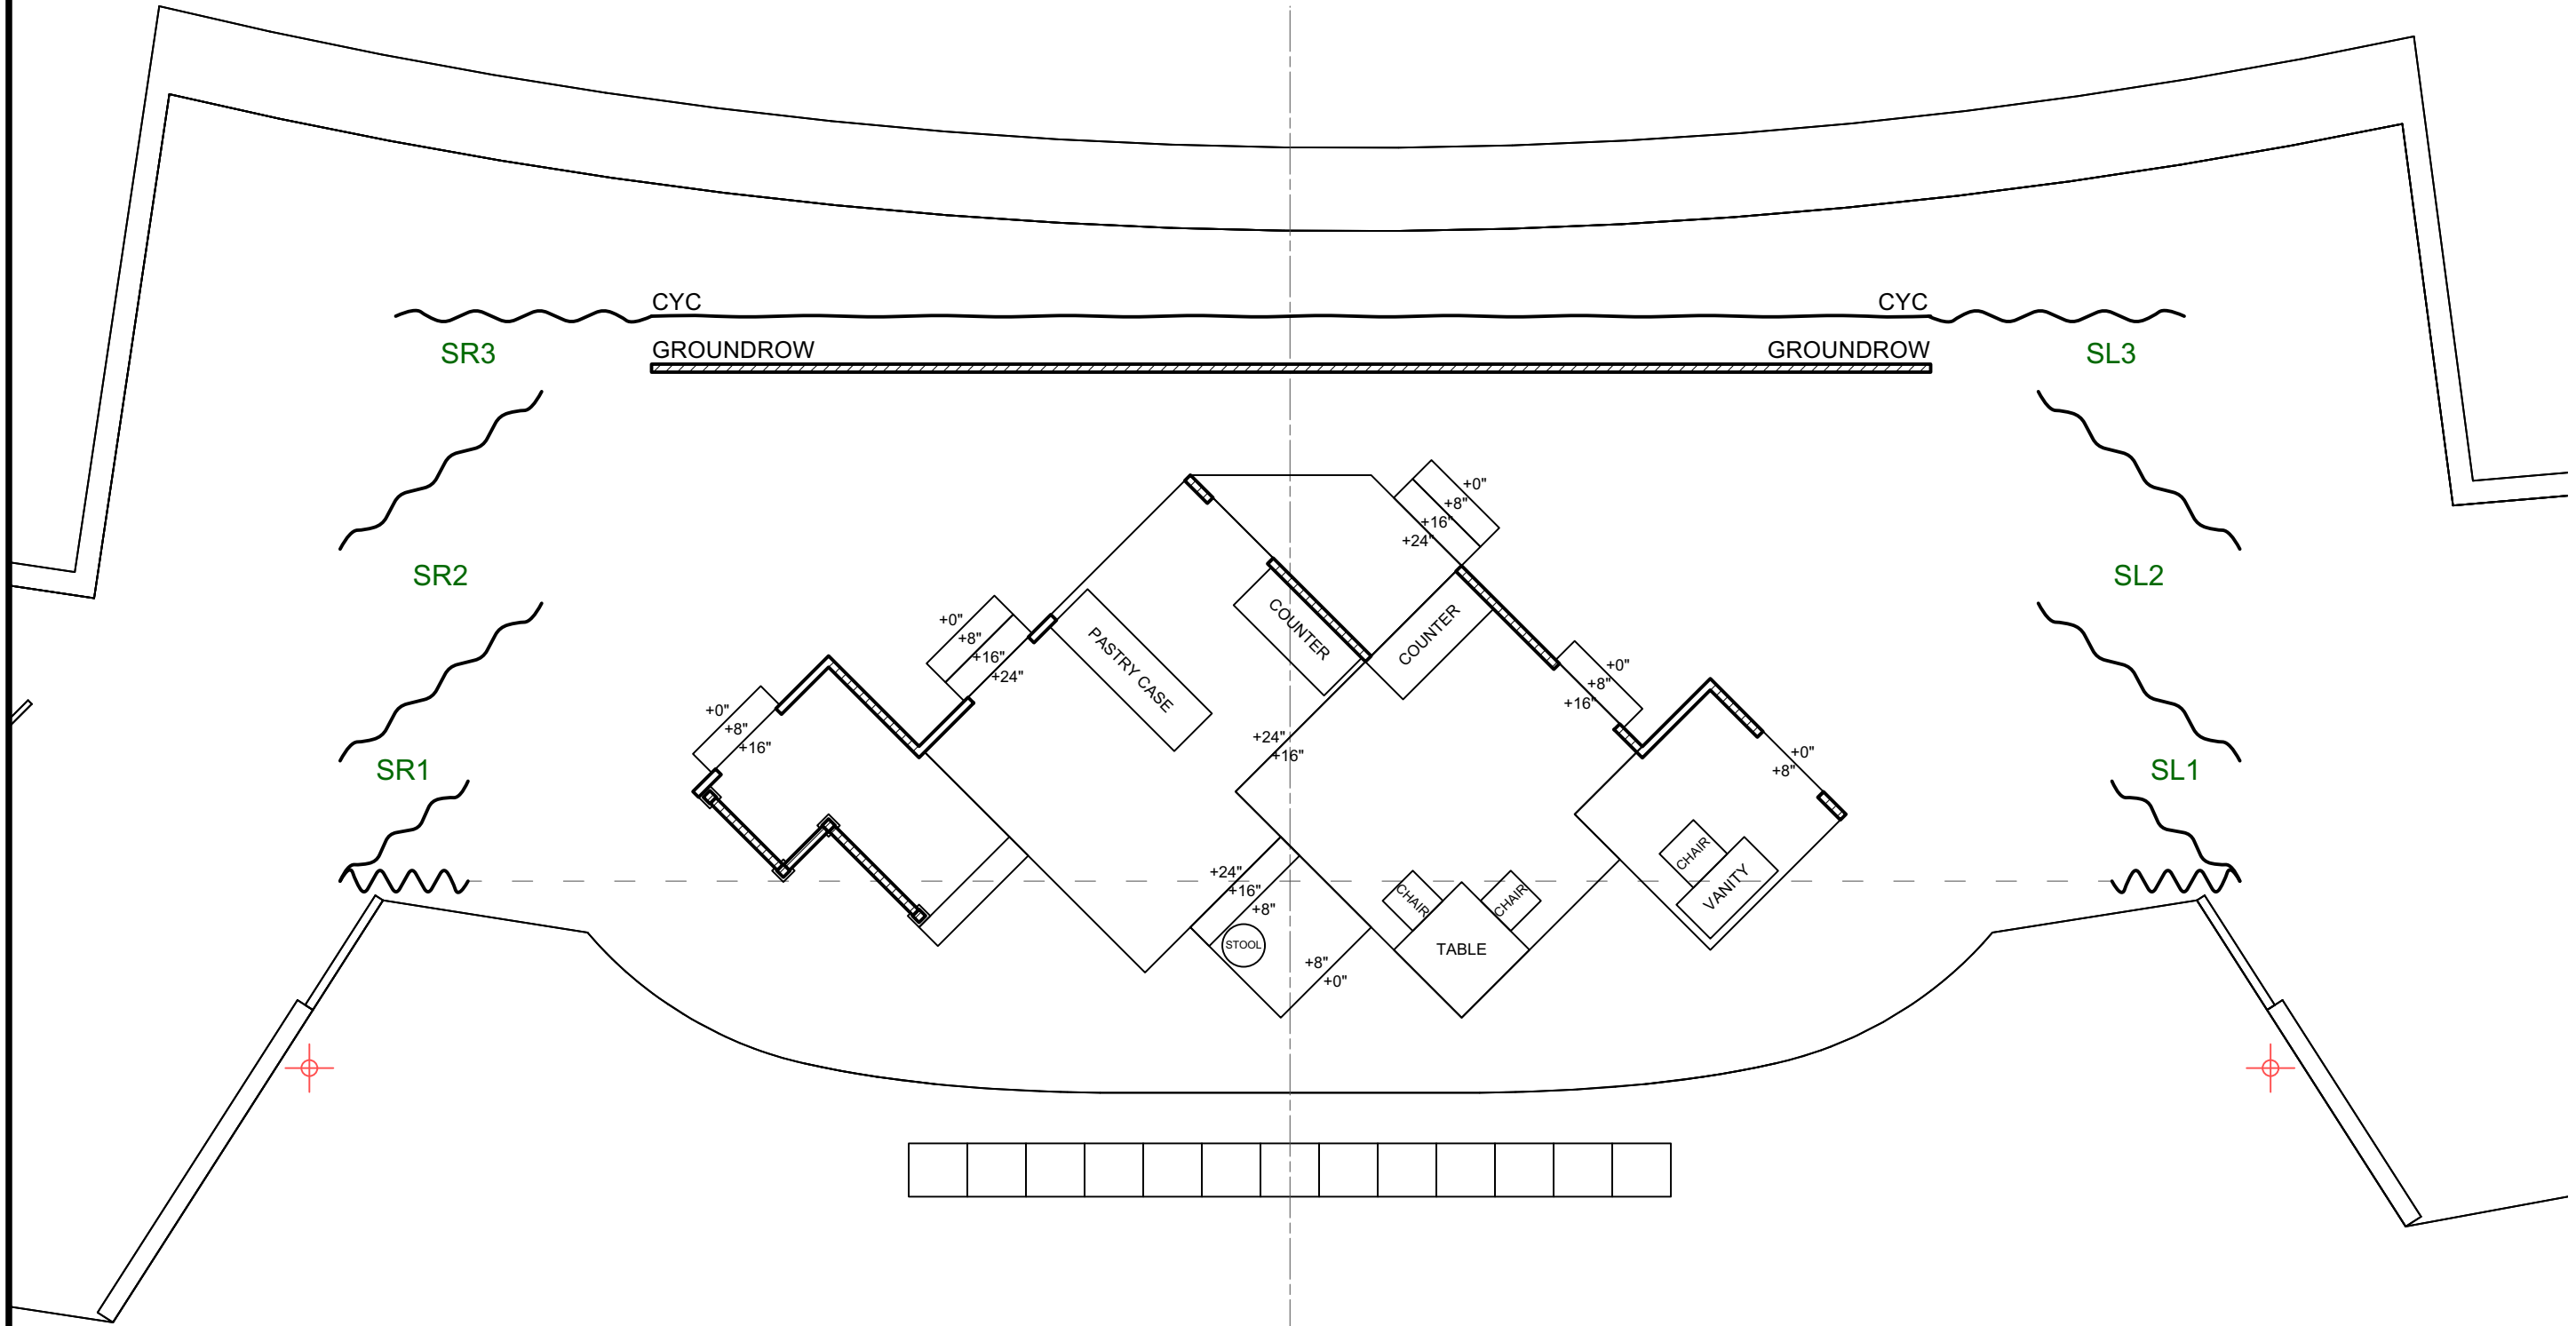 CYC
CYC
SR3
GROUNDROW
GROUNDROW
SL3
+0"
+8"
+16"
+24"
SR2
SL2
+0"
+8"
+16"
+24"
PASTRY CASE
COUNTER
COUNTER
+0"
+8"
+16"
+0"
+8"
+16"
+24"
+16"
+0"
+8"
SR1
SL1
CHAIR
VANITY
+24"
+16"
+8"
STOOL
CHAIR
CHAIR
TABLE
+8"
+0"